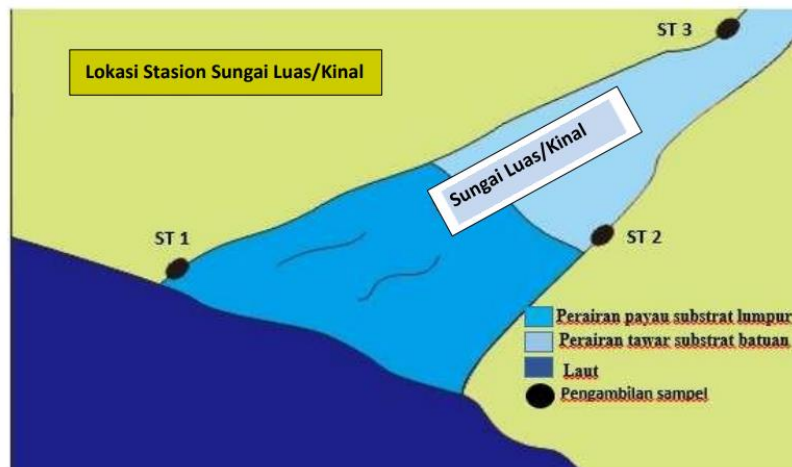 ST 3
Lokasi Stasion Sungai Luas/Kinal
Sungai Luas/Kinal
ST 1
ST 2
Perairan payau substrat lumpur
Perairan tawar substrat batuan
Laut
Pengambilan sampel